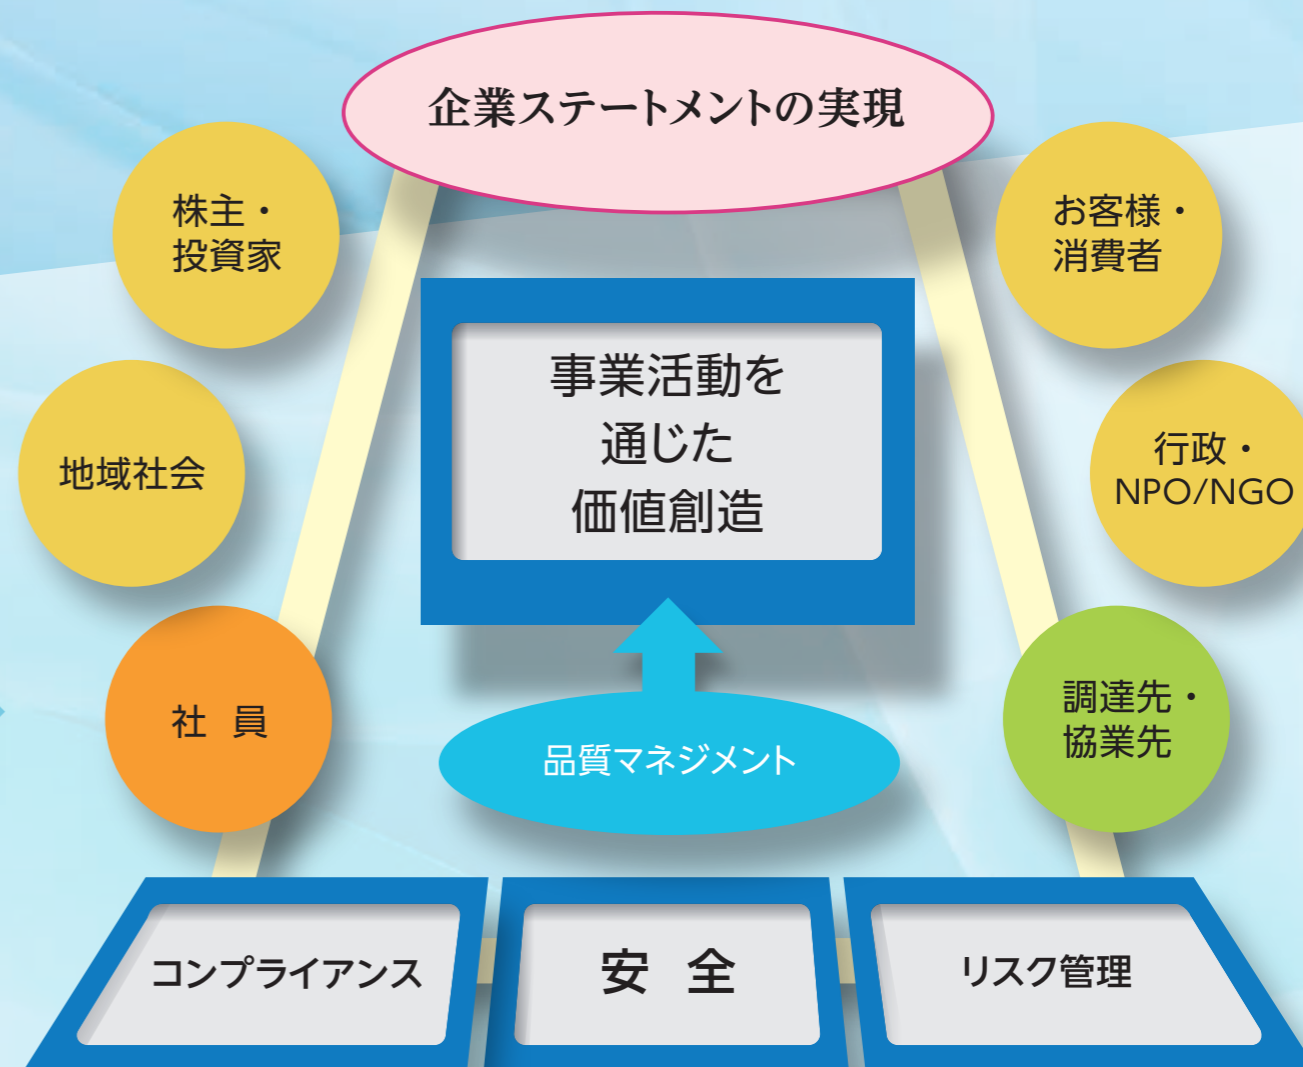 企業ステートメントの実現
株主・
投資家
お客様・
消費者
事業活動を
通じた
価値創造
地域社会
行政・
NPO/NGO
社 員
調達先・
協業先
品質マネジメント
コンプライアンス
安 全
リスク管理